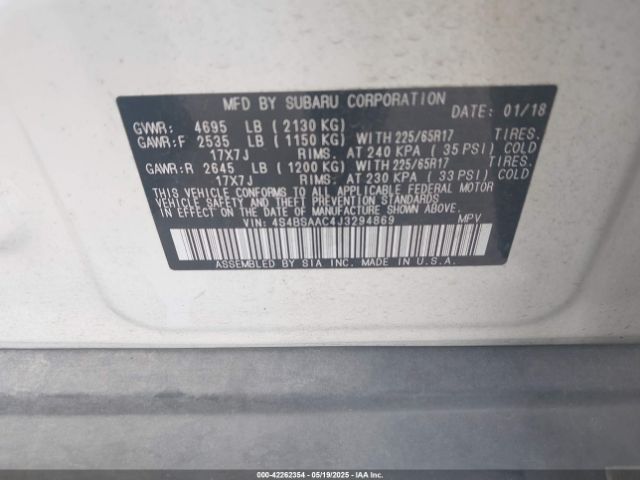 MFD BY SUBARU CORPORATION DATE: 01/18
GVWR: 4695 LB ( 2130 KG)
GAWR:F 2535 LB ( 1150 KG) WITH 225/65R17 TIRES.
17X7J RIMS. AT 240 KPA ( 35 PSI) COLD
GAWR:R 2645 LB ( 1200 KG) WITH 225/65R17 TIRES.
17X7J RIMS. AT 230 KPA ( 33 PSI) COLD
THIS VEHICLE CONFORMS TO ALL APPLICABLE FEDERAL MOTOR
VEHICLE SAFETY AND THEFT PREVENTION STANDARDS IN EFFECT
ON THE DATE OF MANUFACTURE SHOWN ABOVE.
VIN: 4S4BSAAC4J3294869 MPV
ASSEMBLED BY SIA INC. MADE IN U.S.A.
000-42262354 - 05/19/2025 - IAA Inc.